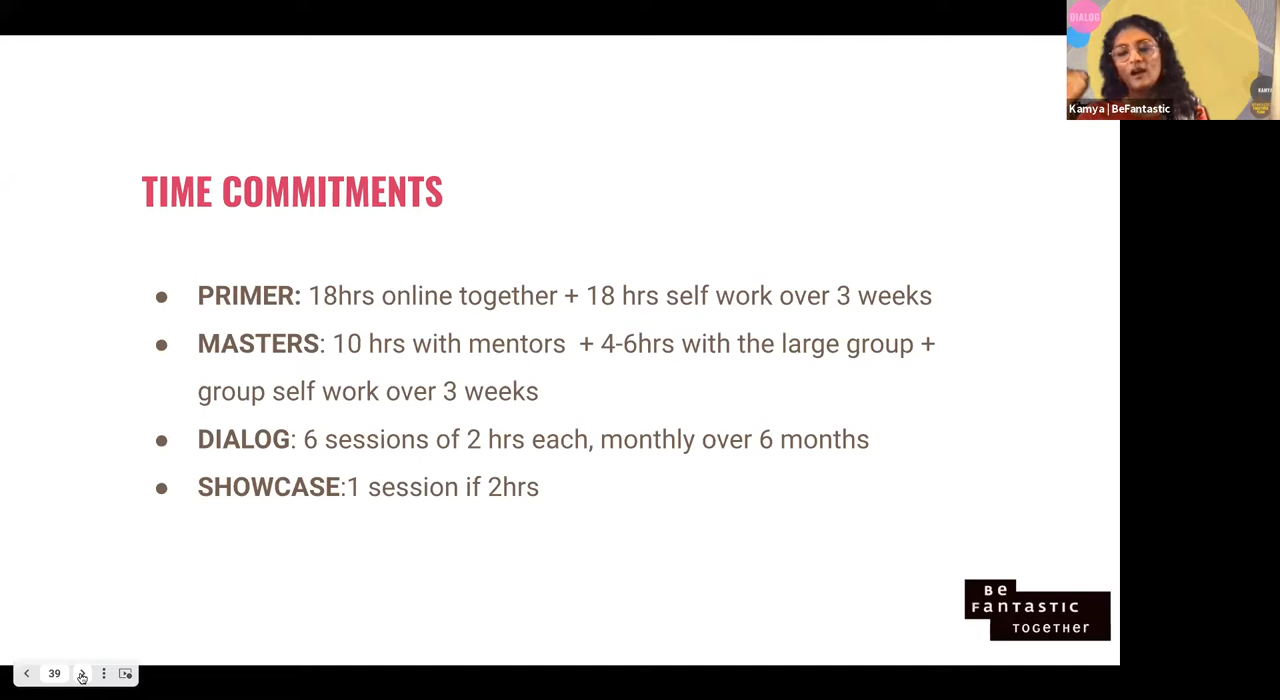 DIALOG
KAMYA
Kamya | BeFantastic
TIME COMMITMENTS
● PRIMER: 18hrs online together + 18 hrs self work over 3 weeks
● MASTERS: 10 hrs with mentors + 4-6hrs with the large group +
group self work over 3 weeks
● DIALOG: 6 sessions of 2 hrs each, monthly over 6 months
● SHOWCASE:1 session if 2hrs
Be
FanTASTIC
TOGeTHer
39